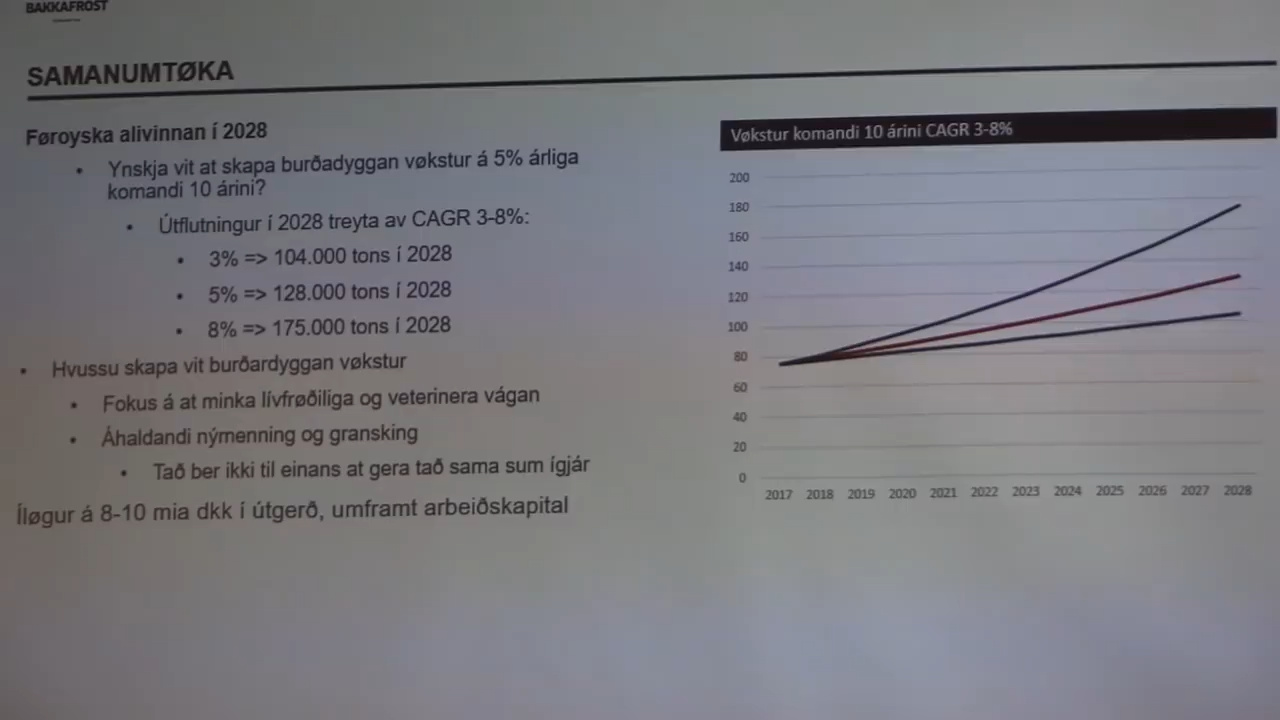 BAKKAFROST
SAMANUMTØKA
Føroyska alivinnan í 2028
• Ynskja vit at skapa burðadyggan vøkstur á 5% árliga
komandi 10 árini?
• Útflutningur í 2028 treyta av CAGR 3-8%:
• 3% => 104.000 tons í 2028
• 5% => 128.000 tons í 2028
• 8% => 175.000 tons í 2028
• Hvussu skapa vit burðardyggan vøkstur
• Fokus á at minka lívfrøðiliga og veterinera vágan
• Áhaldandi nýmenning og gransking
• Tað ber ikki til einans at gera tað sama sum ígjár
Íløgur á 8-10 mia dkk í útgerð, umframt arbeiðskapital
Vøkstur komandi 10 árini CAGR 3-8%
200
180
160
140
120
100
80
60
40
20
0
2017 2018 2019 2020 2021 2022 2023 2024 2025 2026 2027 2028